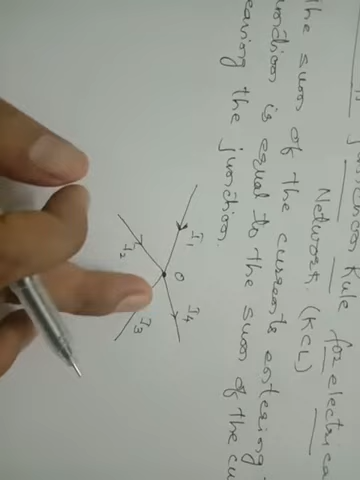 Junction Rule for electrica
Network. (KCL)
The sum of the currents entering
junction is equal to the sum of the cu
eaving the junction.
I1
I2
O
I4
I3